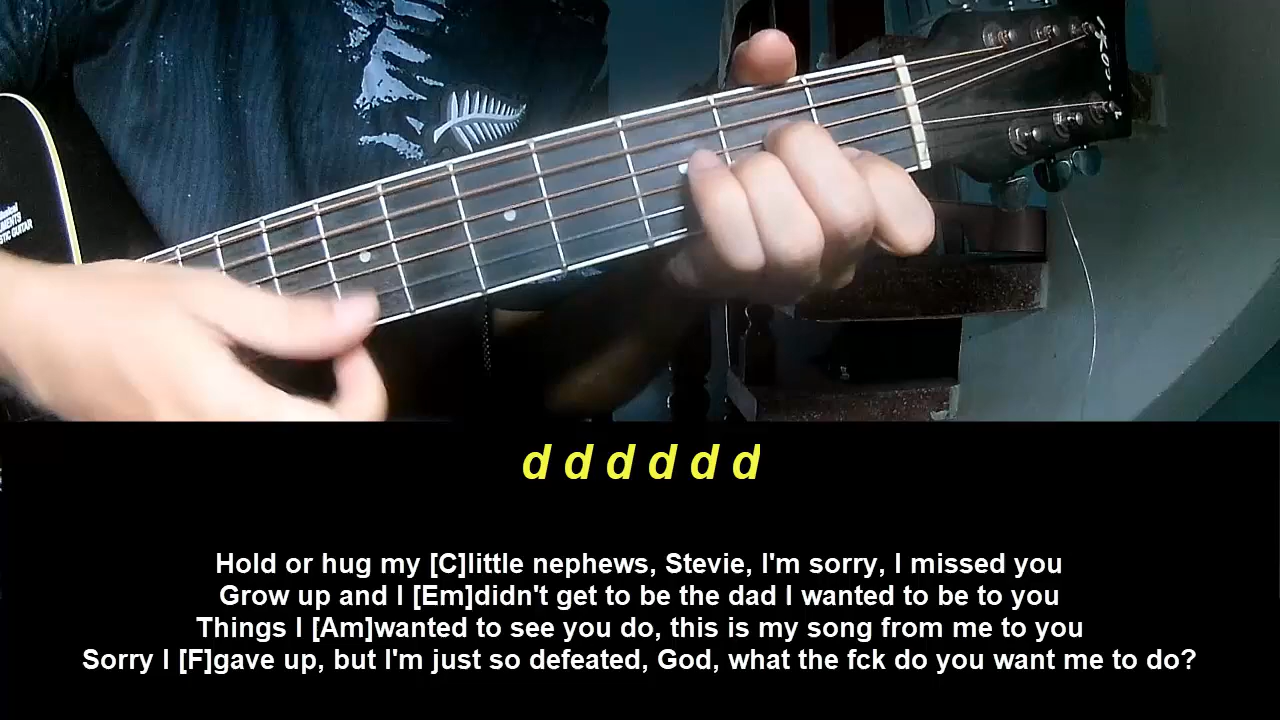 d d d d d d
Hold or hug my [C]little nephews, Stevie, I'm sorry, I missed you
Grow up and I [Em]didn't get to be the dad I wanted to be to you
Things I [Am]wanted to see you do, this is my song from me to you
Sorry I [F]gave up, but I'm just so defeated, God, what the fck do you want me to do?